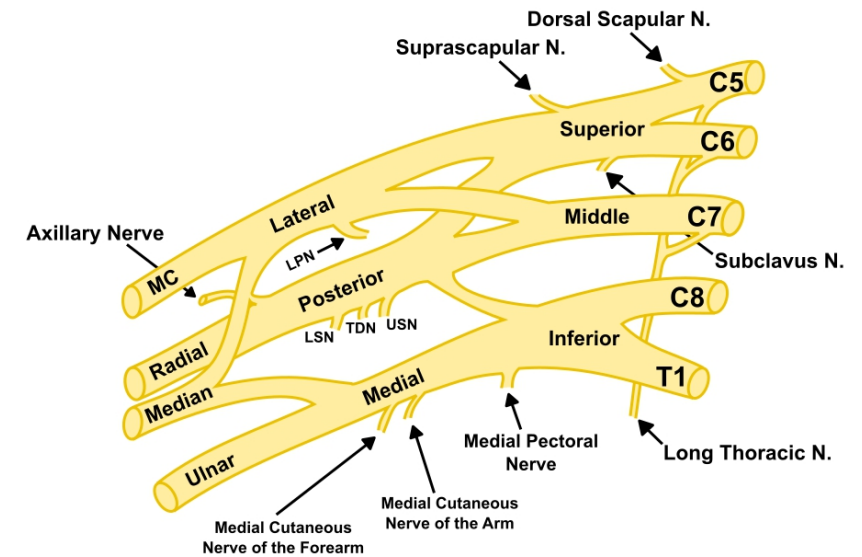 Dorsal Scapular N.
Suprascapular N.
C5
Superior
C6
Lateral
Middle
C7
Axillary Nerve
LPN
Subclavus N.
MC
Posterior
C8
LSN
TDN
USN
Inferior
Radial
T1
Medial
Median
Medial Pectoral
Nerve
Long Thoracic N.
Ulnar
Medial Cutaneous
Nerve of the Arm
Medial Cutaneous
Nerve of the Forearm